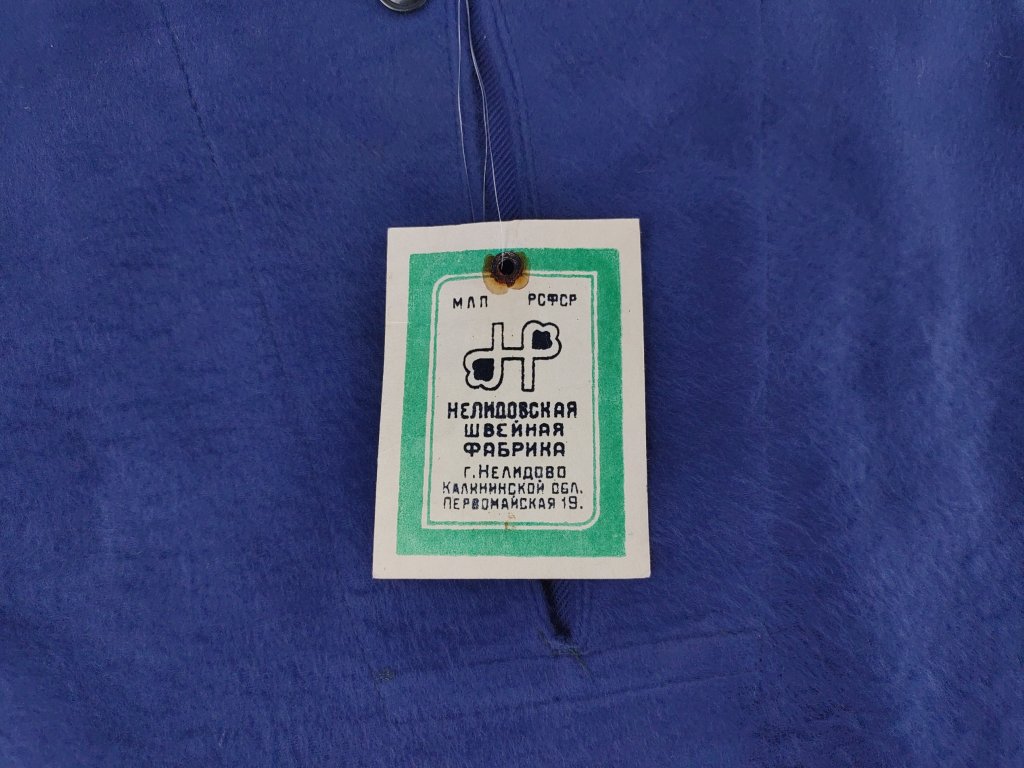 МЛП РСФСР
Н
НЕЛИДОВСКАЯ
ШВЕЙНАЯ
ФАБРИКА
г. НЕЛИДОВО
КАЛИНИНСКОЙ ОБЛ.
ПЕРВОМАЙСКАЯ 19.